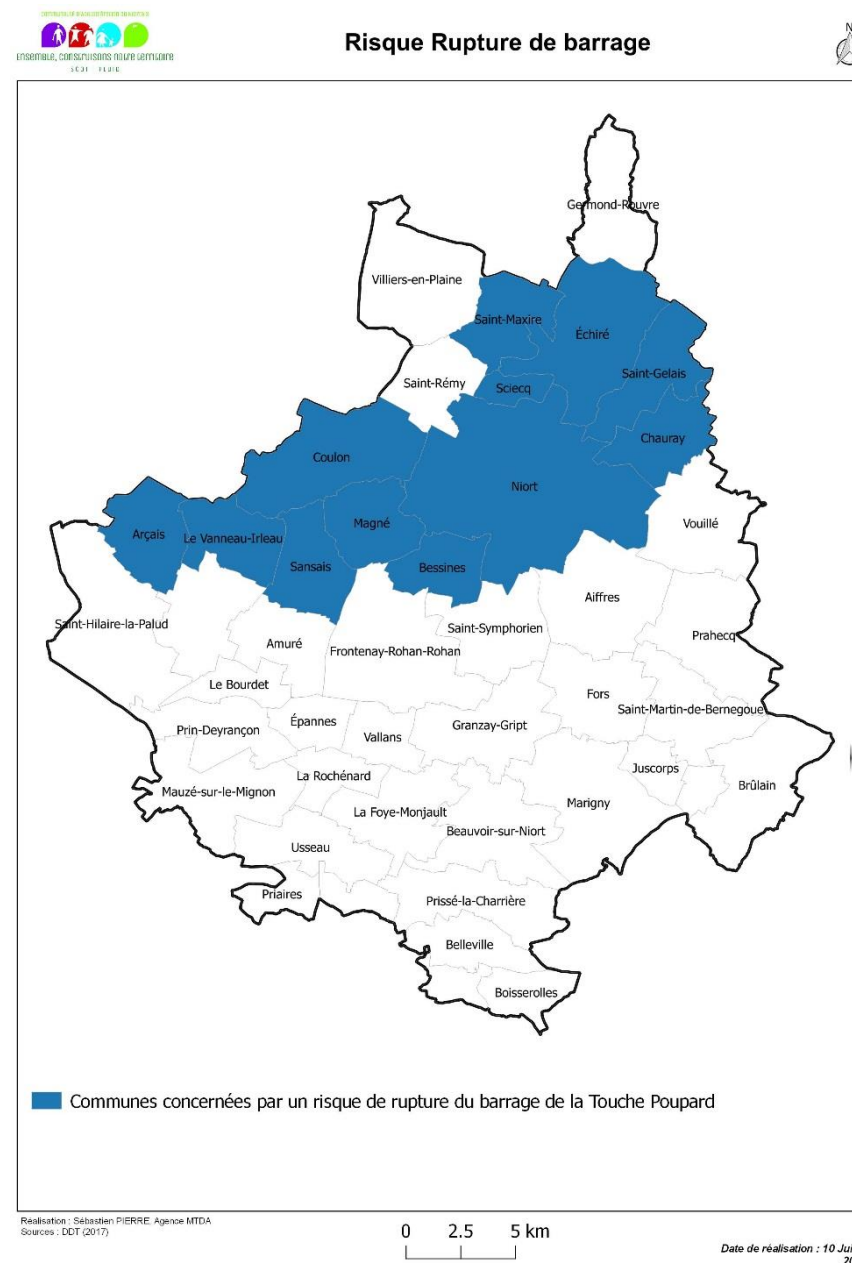 ensemble, construisons notre territoire
SCOT - PLUID
Risque Rupture de barrage
N
Germond-Rouvre
Villiers-en-Plaine
Saint-Maxire
Échiré
Saint-Rémy
Sciecq
Saint-Gelais
Chauray
Coulon
Niort
Magné
Vouillé
Arçais
Le Vanneau-Irleau
Sansais
Bessines
Aiffres
Saint-Hilaire-la-Palud
Amuré
Frontenay-Rohan-Rohan
Saint-Symphorien
Prahecq
Le Bourdet
Fors
Saint-Martin-de-Bernegoue
Prin-Deyrançon
Épannes
Vallans
Granzay-Gript
La Rochénard
Juscorps
Brûlain
Mauzé-sur-le-Mignon
La Foye-Monjault
Marigny
Beauvoir-sur-Niort
Usseau
Priaires
Prissé-la-Charrière
Belleville
Boisserolles
Communes concernées par un risque de rupture du barrage de la Touche Poupard
Réalisation : Sébastien PIERRE, Agence MTDA
Sources : DDT (2017)
0 2.5 5 km
Date de réalisation : 10 Jui
20